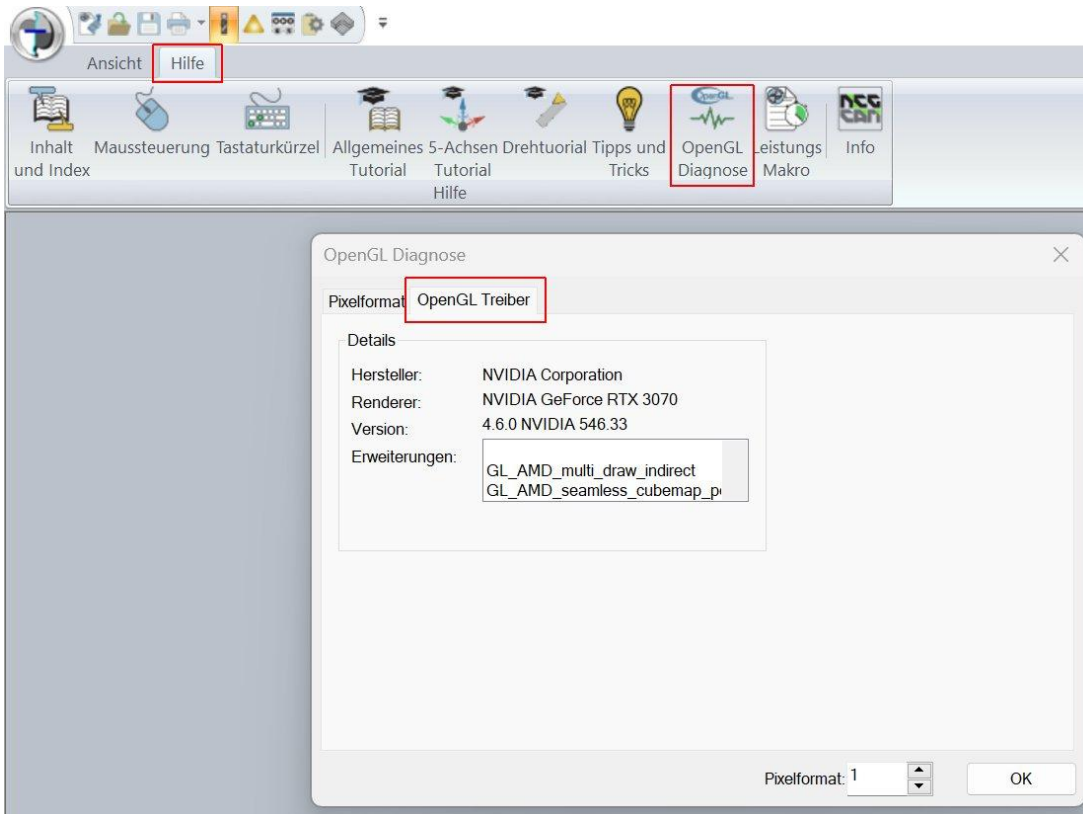 Ansicht Hilfe
Inhalt Maussteuerung Tastaturkürzel Allgemeines 5-Achsen Drehtuorial Tipps und OpenGL Leistungs Info
und Index Tutorial Tutorial Tricks Diagnose Makro
Hilfe
OpenGL Diagnose
Pixelformat OpenGL Treiber
Details
Hersteller: NVIDIA Corporation
Renderer: NVIDIA GeForce RTX 3070
Version: 4.6.0 NVIDIA 546.33
Erweiterungen:
GL_AMD_multi_draw_indirect
GL_AMD_seamless_cubemap_p
Pixelformat: 1 OK